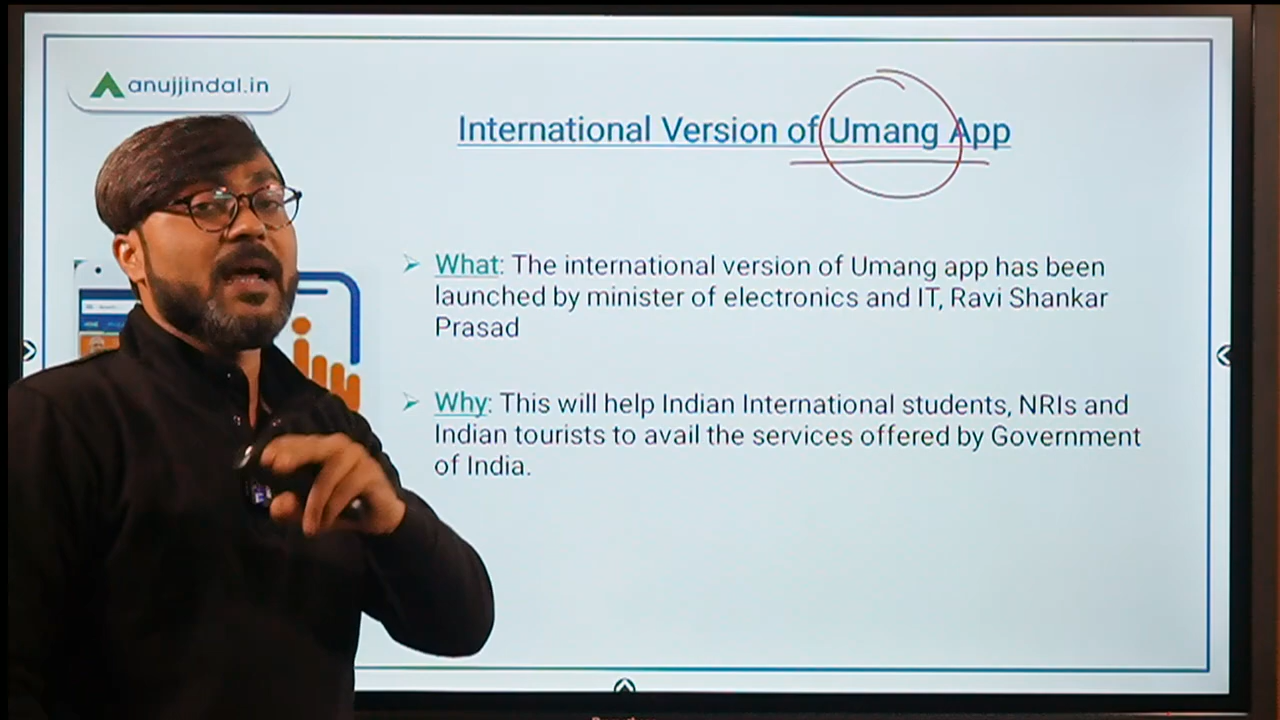 anujjindal.in
International Version of Umang App
➢ What: The international version of Umang app has been
launched by minister of electronics and IT, Ravi Shankar
Prasad
➢ Why: This will help Indian International students, NRIs and
Indian tourists to avail the services offered by Government
of India.